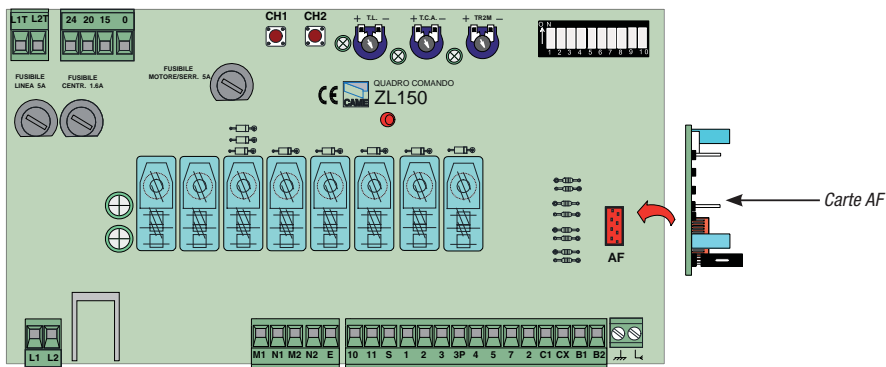 L1T L2T
24 20 15 0
CH1 CH2
+ T.L. -
+ T.C.A. -
+ TR2M -
O N
1 2 3 4 5 6 7 8 9 10
FUSIBILE
LINEA 5A
FUSIBILE
CENTR. 1.6A
FUSIBILE
MOTORE/SERR. 5A
CE
CAME
QUADRO COMANDO
ZL150
Carte AF
AF
L1 L2
M1 N1 M2 N2 E
10 11 S 1 2 3 3P 4 5 7 2 C1 CX B1 B2